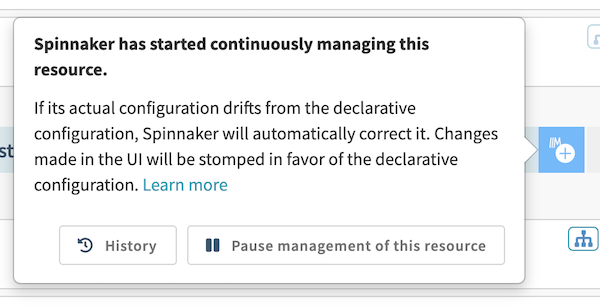 Spinnaker has started continuously managing this
resource.
If its actual configuration drifts from the declarative
configuration, Spinnaker will automatically correct it. Changes
made in the UI will be stomped in favor of the declarative
configuration. Learn more
st
History
Pause management of this resource